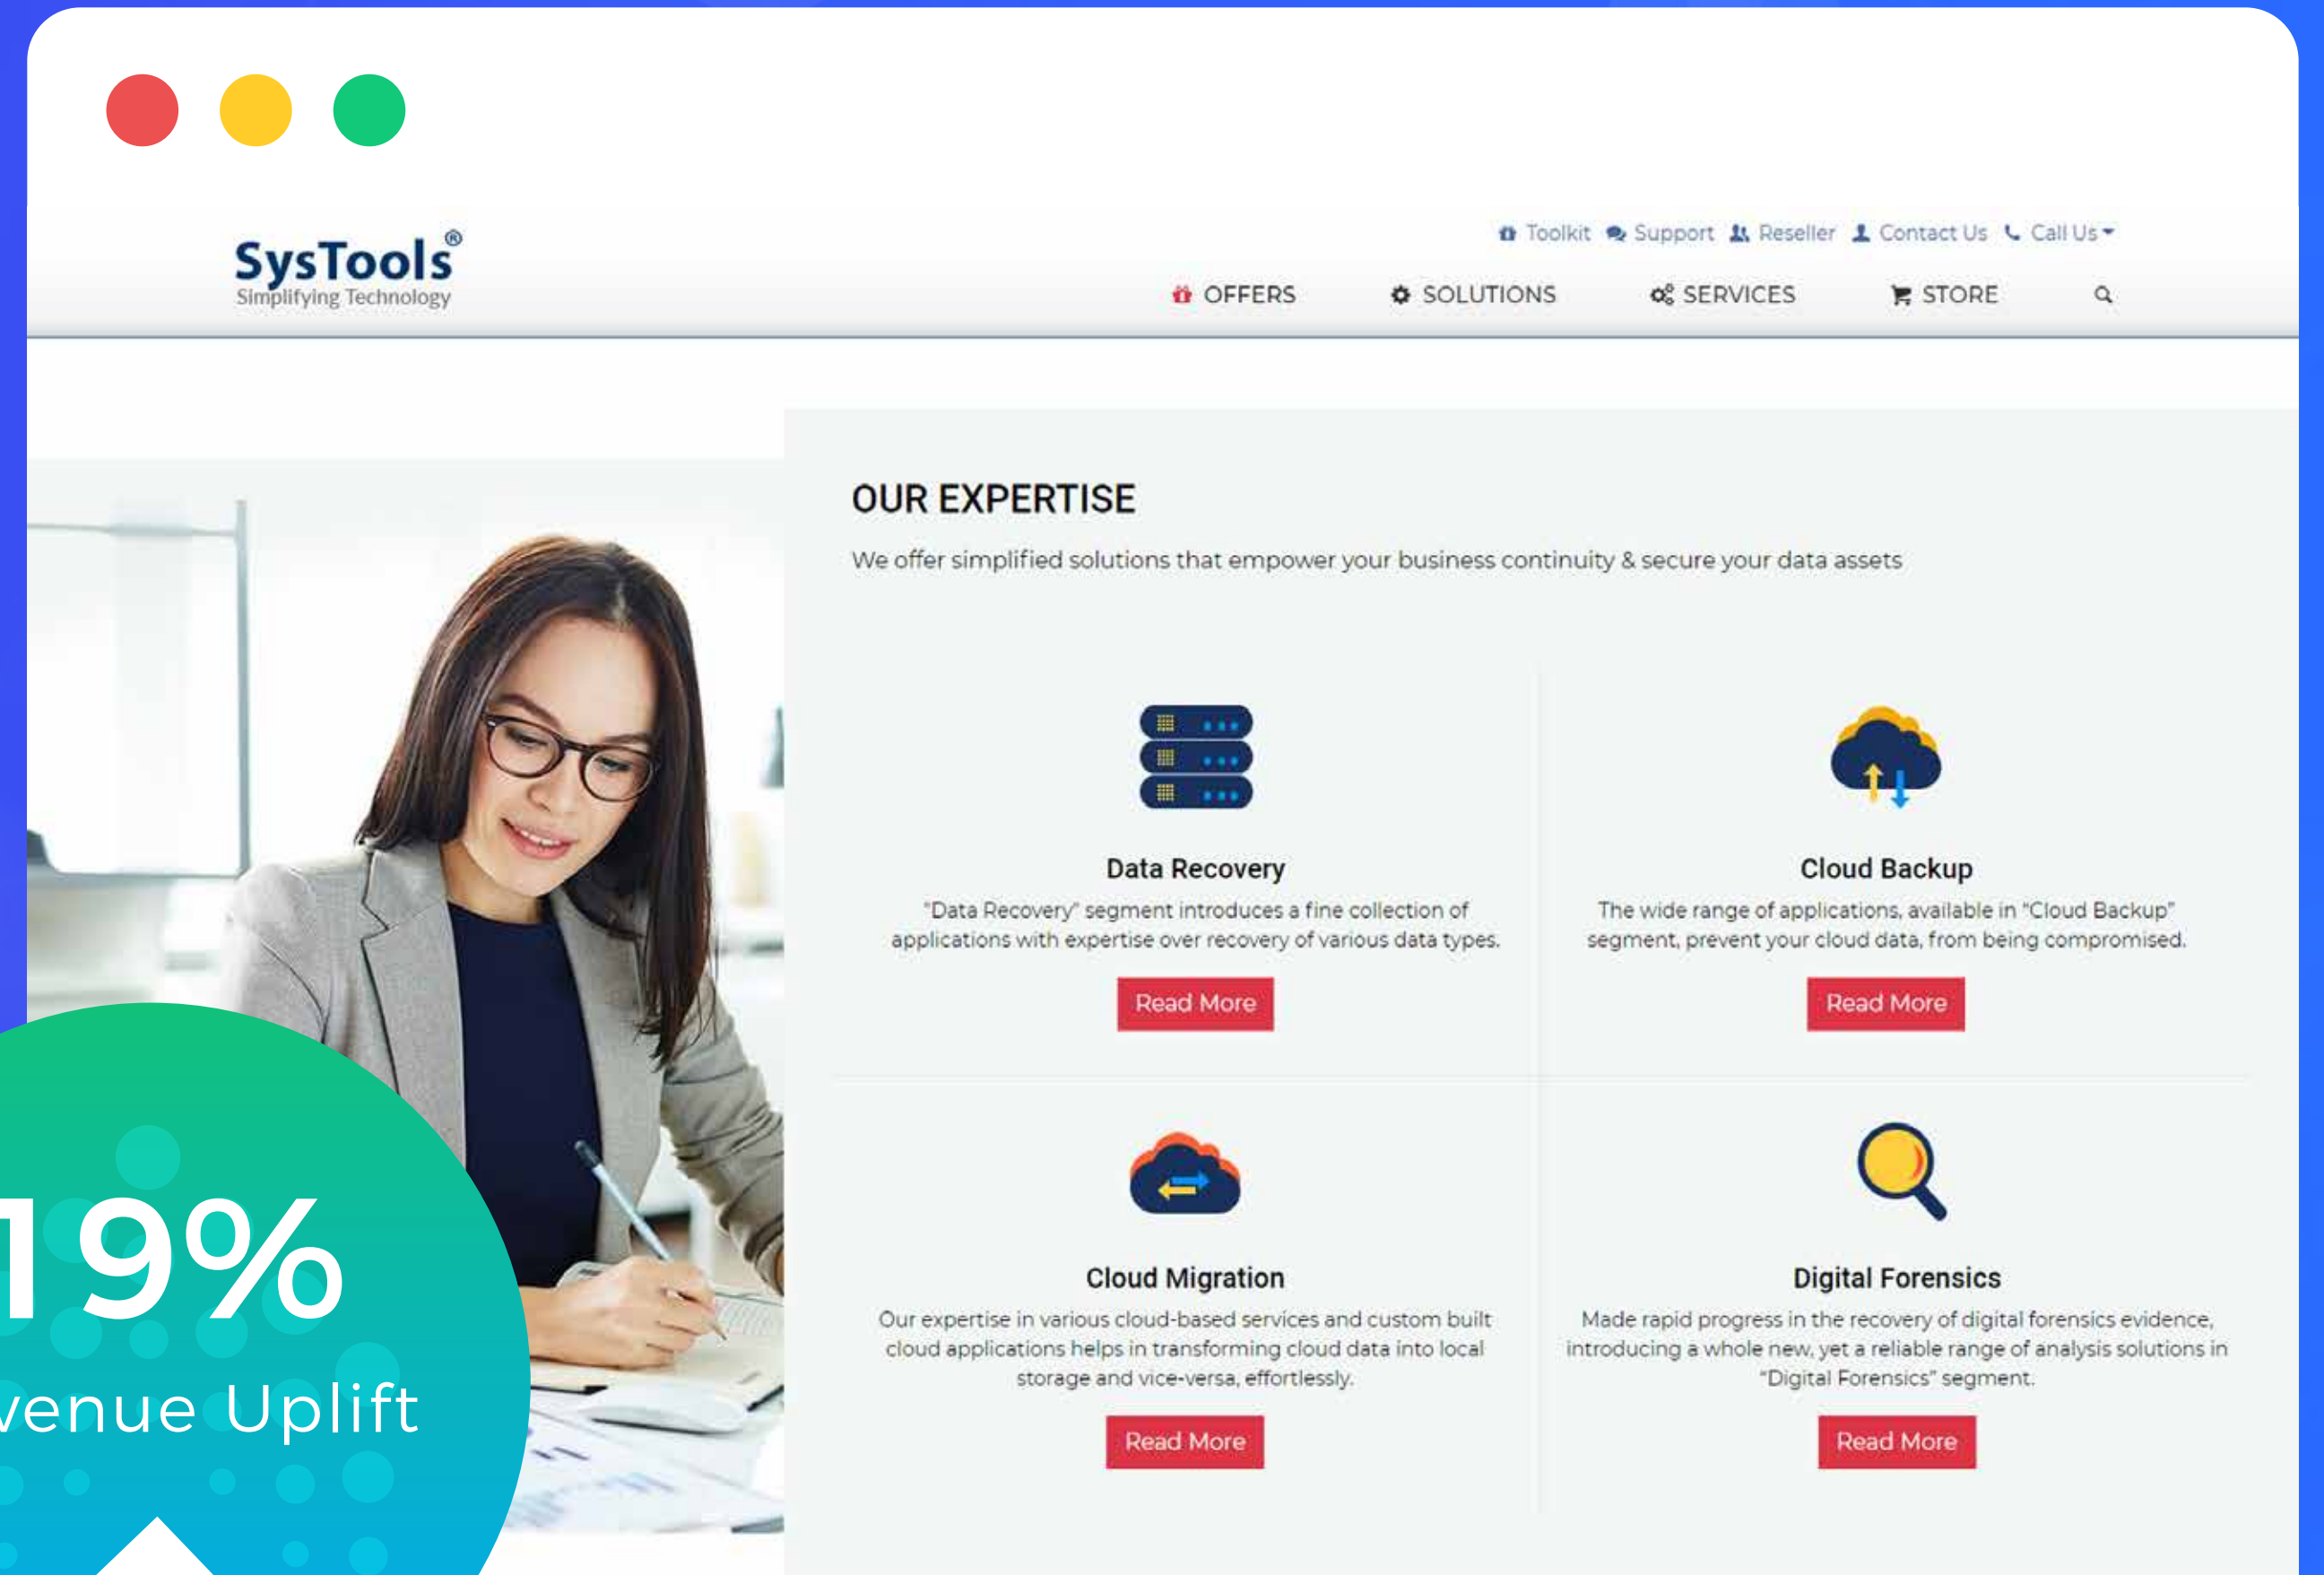 SysTools®
Simplifying Technology
Toolkit Support Reseller Contact Us Call Us
OFFERS SOLUTIONS SERVICES STORE
OUR EXPERTISE
We offer simplified solutions that empower your business continuity & secure your data assets
Data Recovery
"Data Recovery" segment introduces a fine collection of
applications with expertise over recovery of various data types.
Read More
Cloud Backup
The wide range of applications, available in "Cloud Backup"
segment, prevent your cloud data, from being compromised.
Read More
Cloud Migration
Our expertise in various cloud-based services and custom built
cloud applications helps in transforming cloud data into local
storage and vice-versa, effortlessly.
Read More
Digital Forensics
Made rapid progress in the recovery of digital forensics evidence,
introducing a whole new, yet a reliable range of analysis solutions in
"Digital Forensics" segment.
Read More
19%
venue Uplift